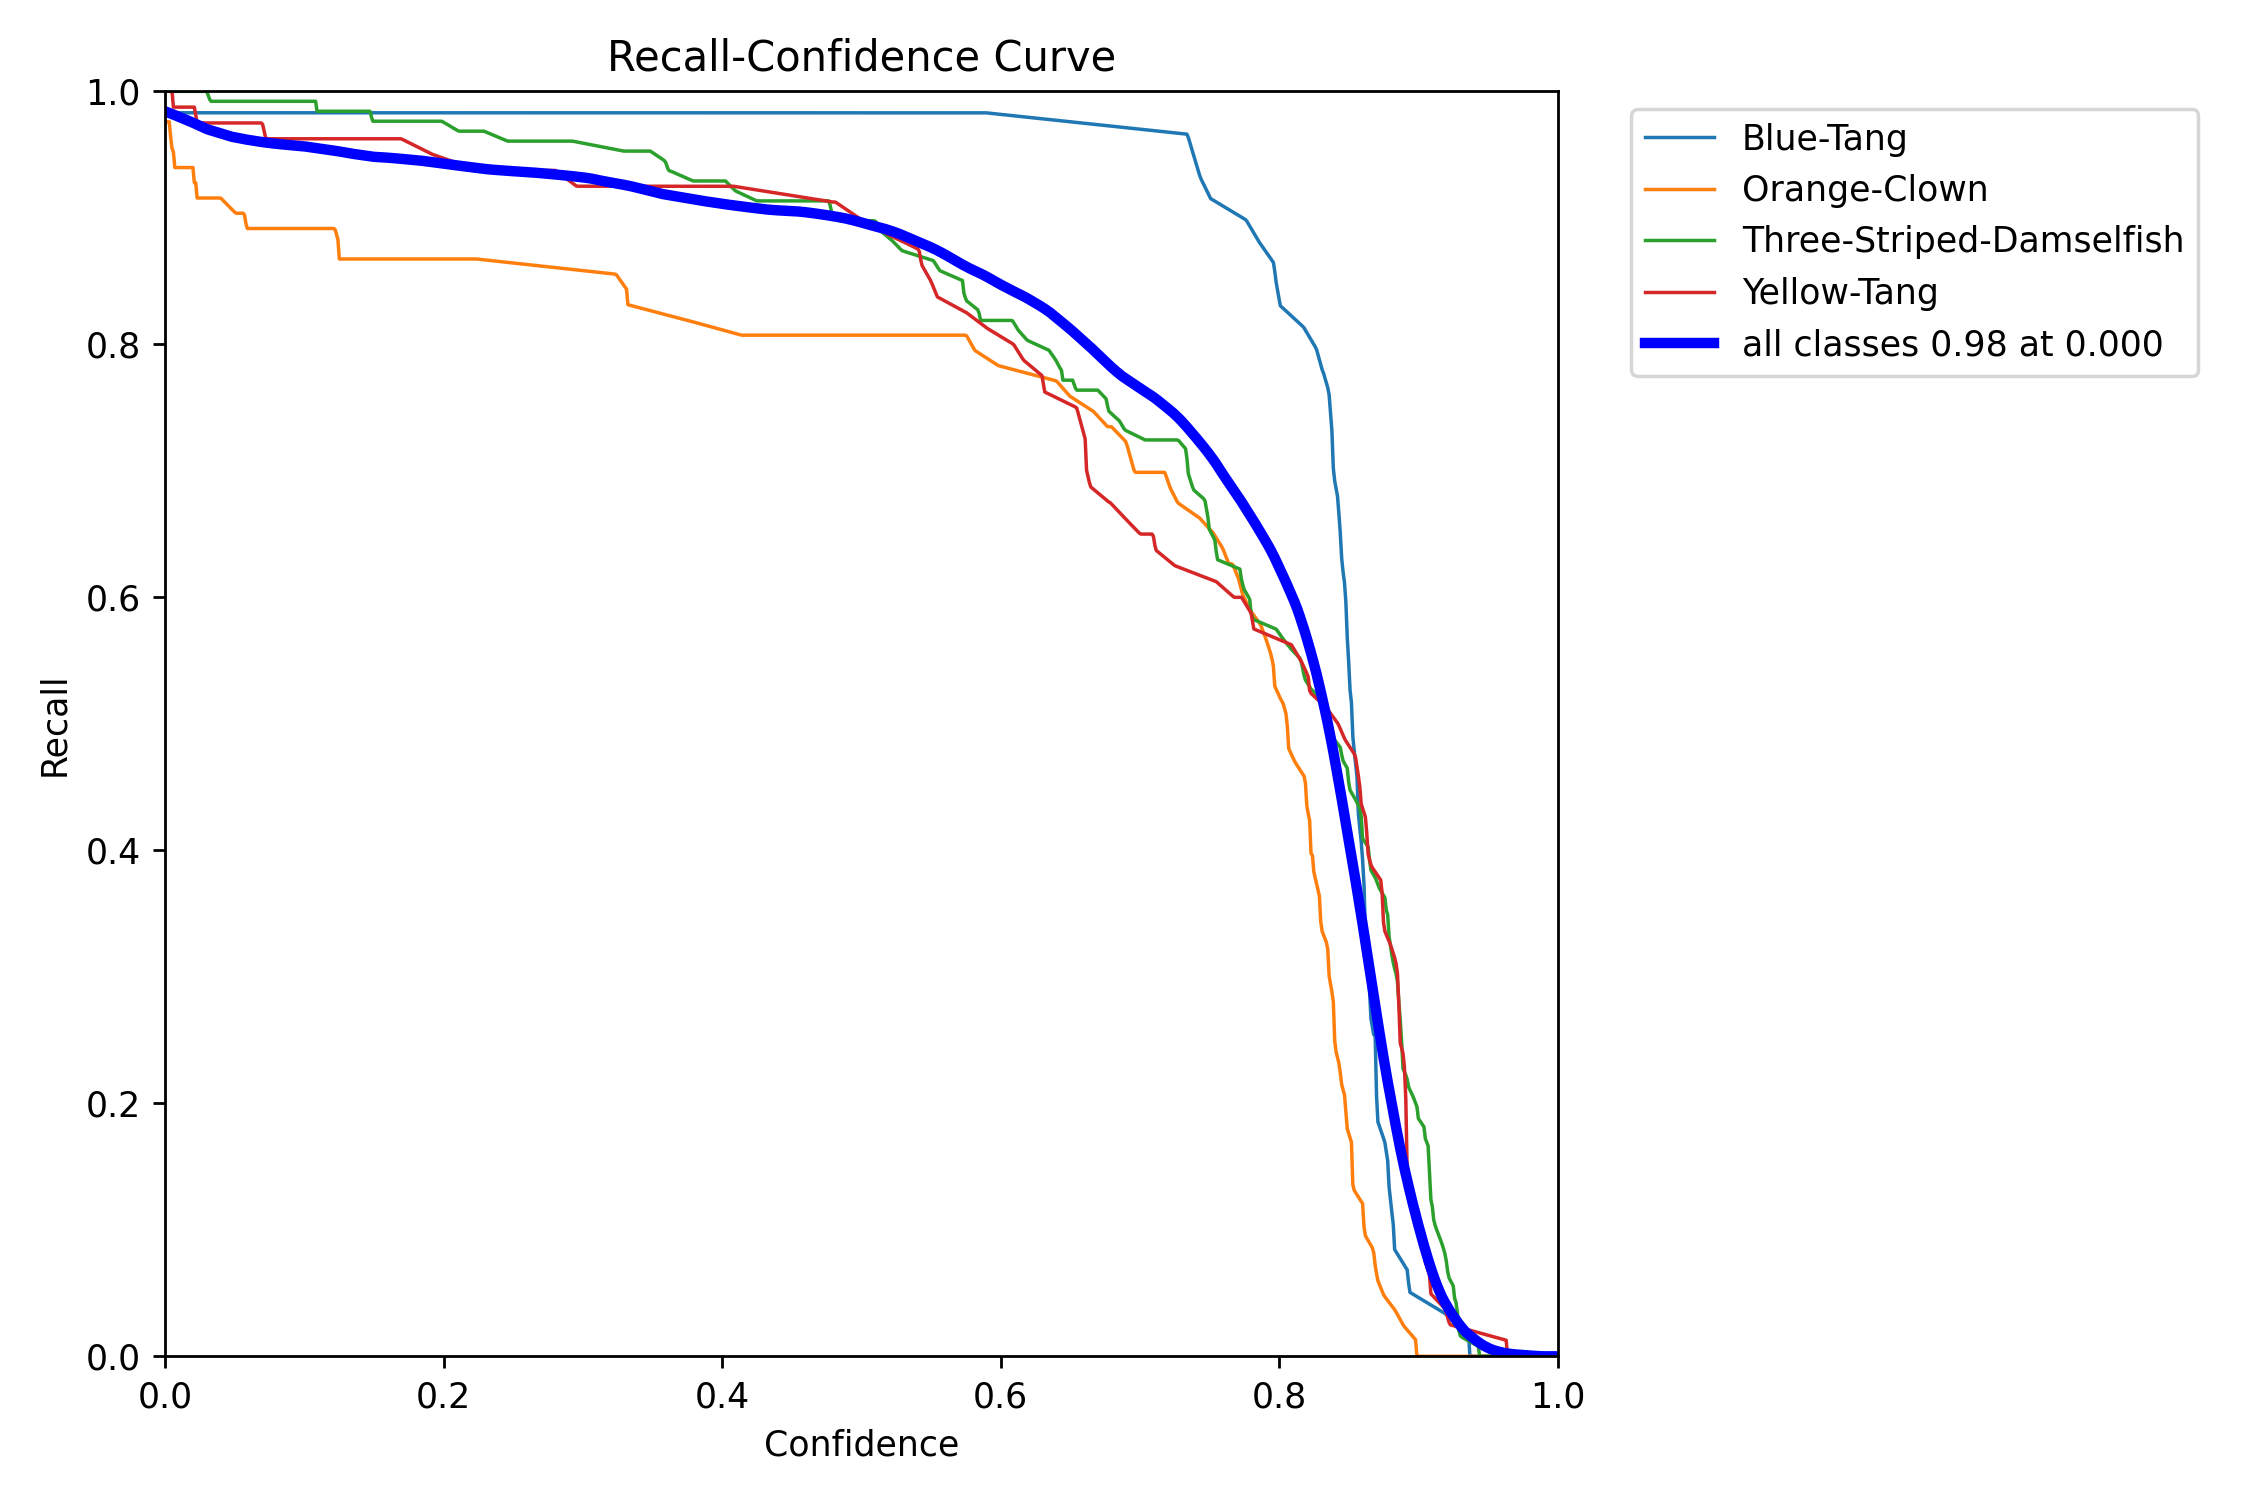 Recall-Confidence Curve
1.0
0.8
0.6
0.4
0.2
0.0
Recall
0.0 0.2 0.4 0.6 0.8 1.0
Confidence
Blue-Tang
Orange-Clown
Three-Striped-Damselfish
Yellow-Tang
all classes 0.98 at 0.000